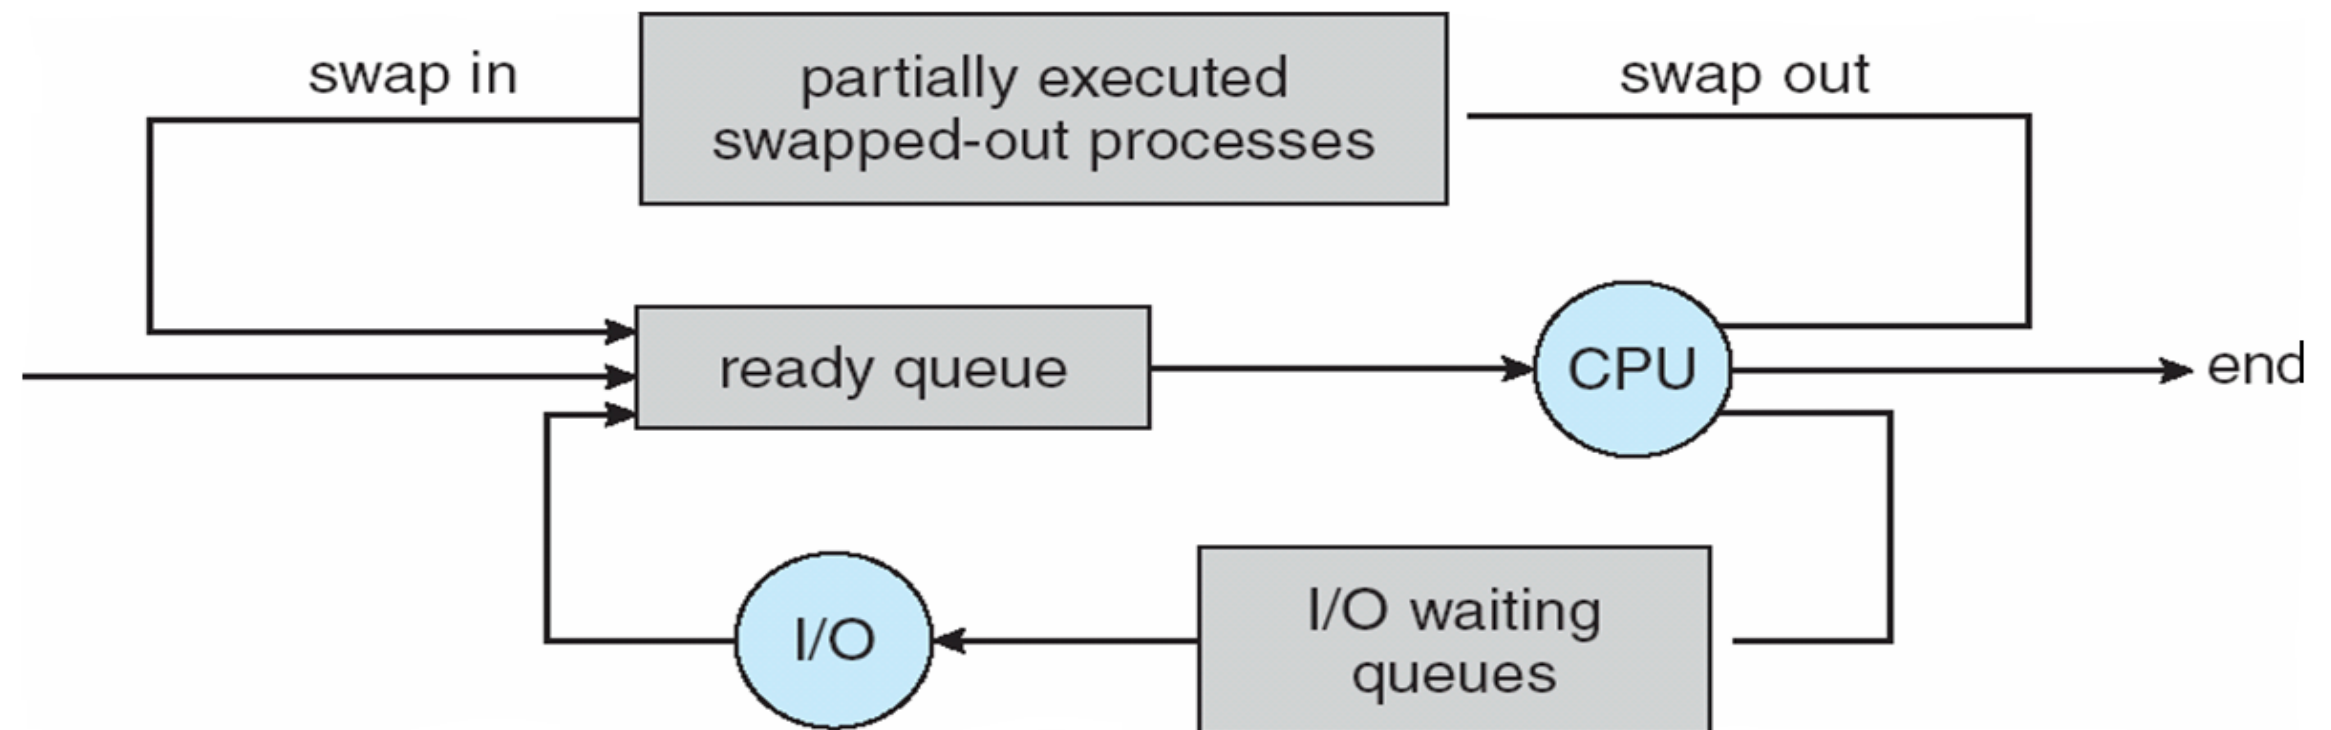 swap in
partially executed
swapped-out processes
swap out
ready queue
CPU
end
I/O
I/O waiting
queues